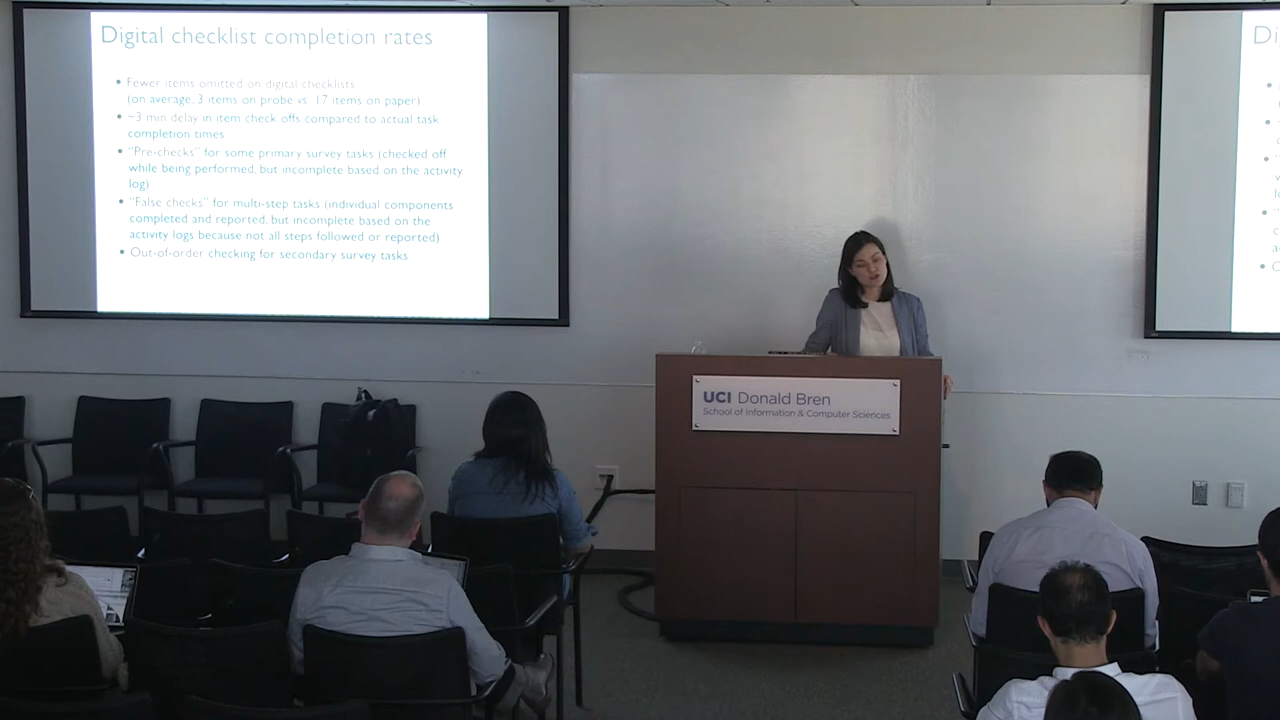 Digital checklist completion rates
• Fewer items omitted on digital checklists
(on average, 3 items on probe vs. 17 items on paper)
• ~3 min delay in item check offs compared to actual task
completion times
• "Pre-checks" for some primary survey tasks (checked off
while being performed, but incomplete based on the activity
log)
• "False checks" for multi-step tasks (individual components
completed and reported, but incomplete based on the
activity logs because not all steps followed or reported)
• Out-of-order checking for secondary survey tasks
Di
UCI Donald Bren
School of Information & Computer Sciences